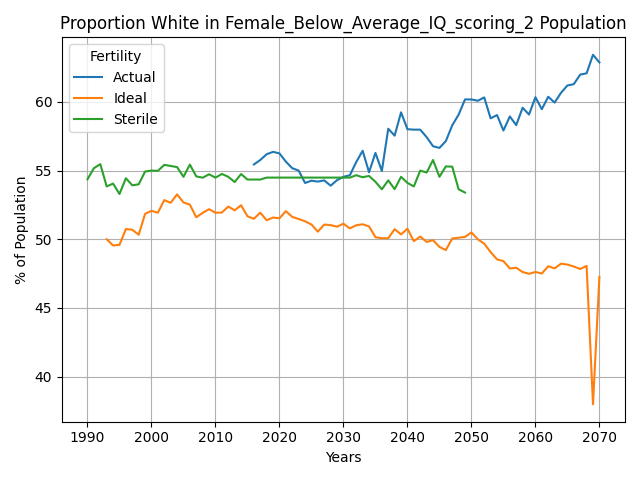 Proportion White in Female_Below_Average_IQ_scoring_2 Population
Fertility
Actual
Ideal
Sterile
% of Population
60
55
50
45
40
1990 2000 2010 2020 2030 2040 2050 2060 2070
Years